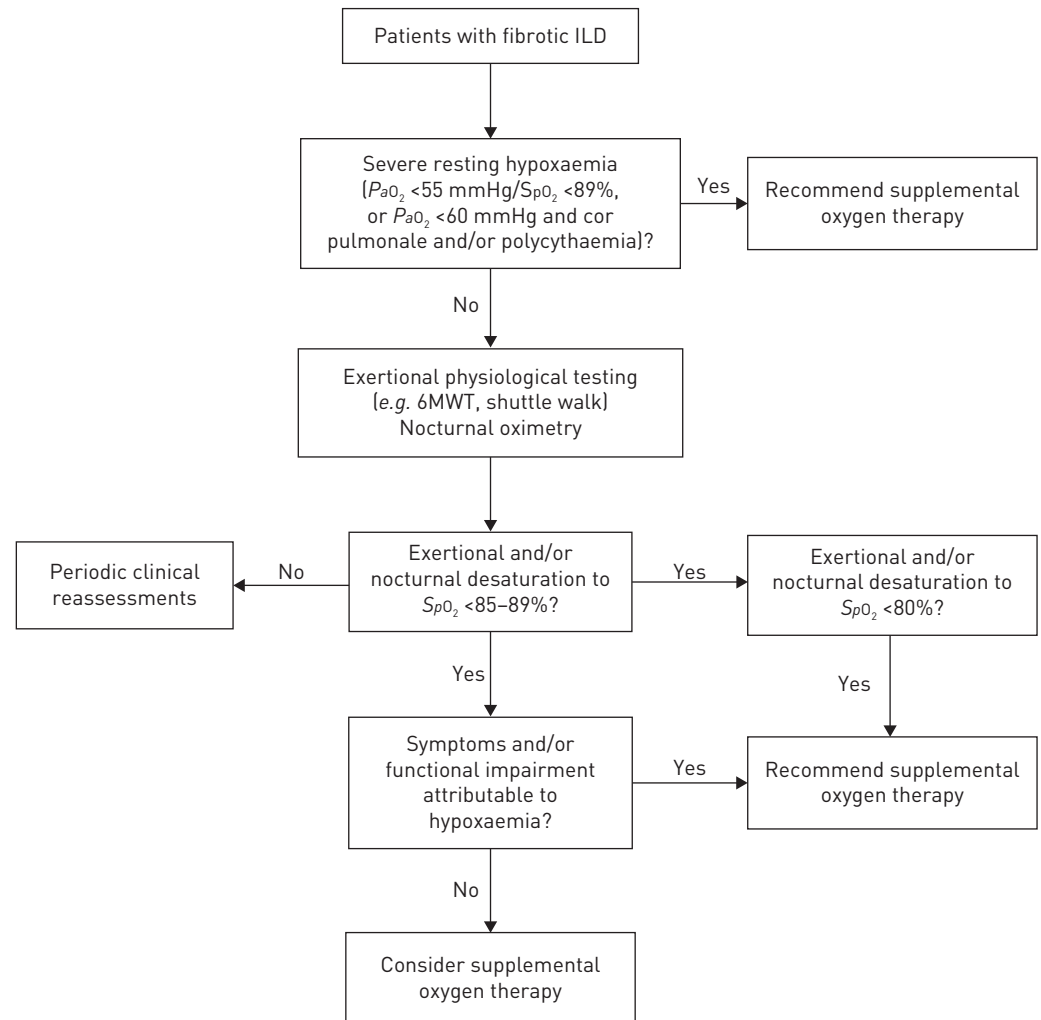 Patients with fibrotic ILD
Severe resting hypoxaemia
(PaO₂ <55 mmHg/SpO₂ <89%,
or PaO₂ <60 mmHg and cor
pulmonale and/or polycythaemia)?
Yes
Recommend supplemental
oxygen therapy
No
Exertional physiological testing
(e.g. 6MWT, shuttle walk)
Nocturnal oximetry
Periodic clinical
reassessments
No
Exertional and/or
nocturnal desaturation to
SpO₂ <85–89%?
Yes
Exertional and/or
nocturnal desaturation to
SpO₂ <80%?
Yes
Yes
Symptoms and/or
functional impairment
attributable to
hypoxaemia?
Yes
Recommend supplemental
oxygen therapy
No
Consider supplemental
oxygen therapy